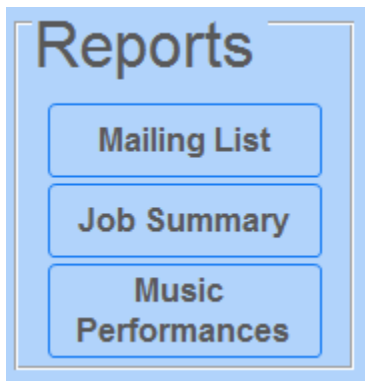 Reports
Mailing List
Job Summary
Music
Performances